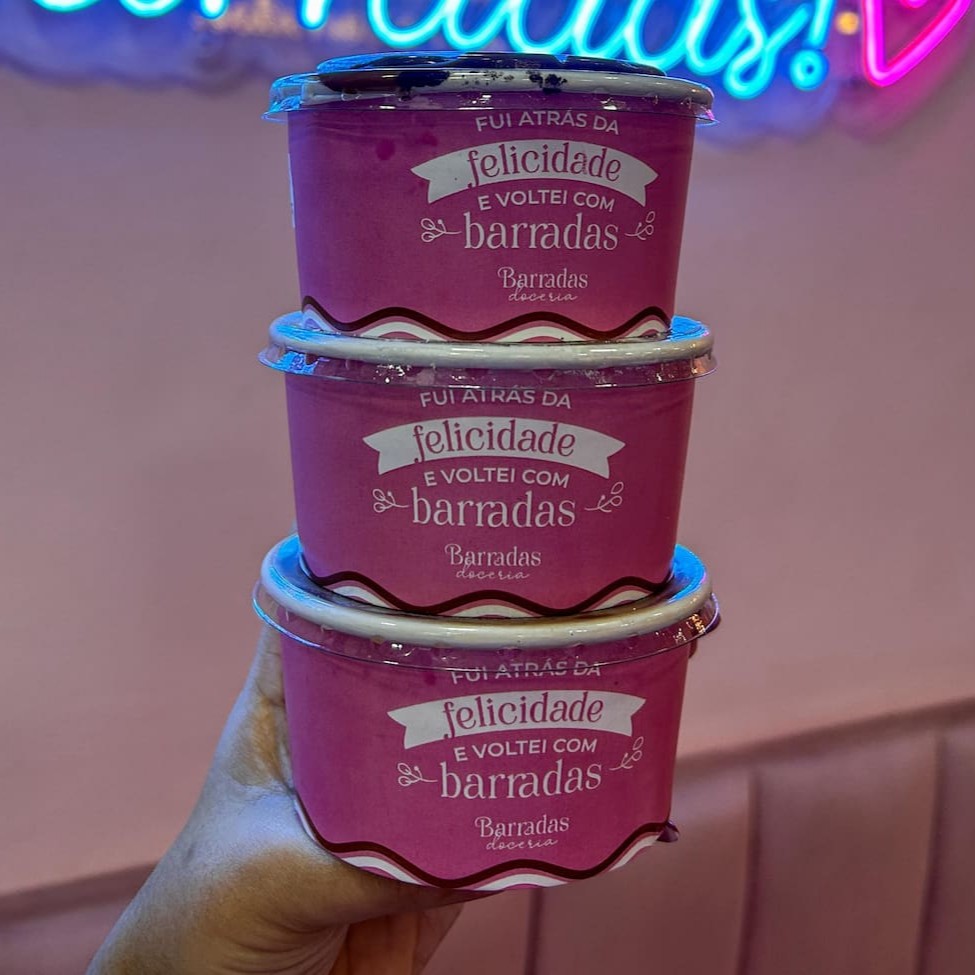 FUI ATRÁS DA
felicidade
E VOLTEI COM
barradas
Barradas
doceria
FUI ATRÁS DA
felicidade
E VOLTEI COM
barradas
Barradas
doceria
FUI ATRÁS DA
felicidade
E VOLTEI COM
barradas
Barradas
doceria